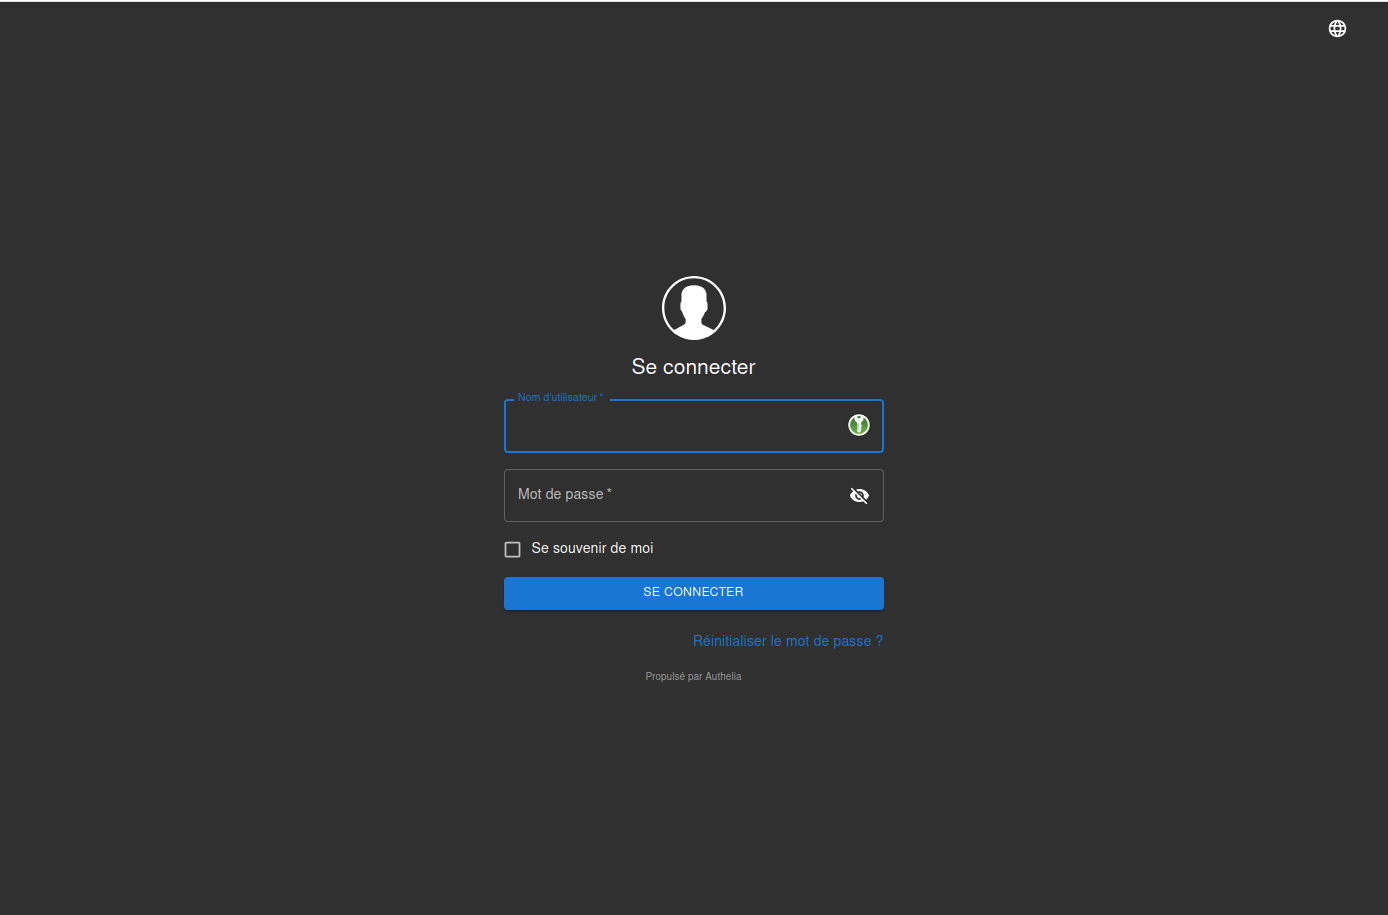 Se connecter
Nom d'utilisateur *
Mot de passe *
Se souvenir de moi
SE CONNECTER
Réinitialiser le mot de passe ?
Propulsé par Authelia